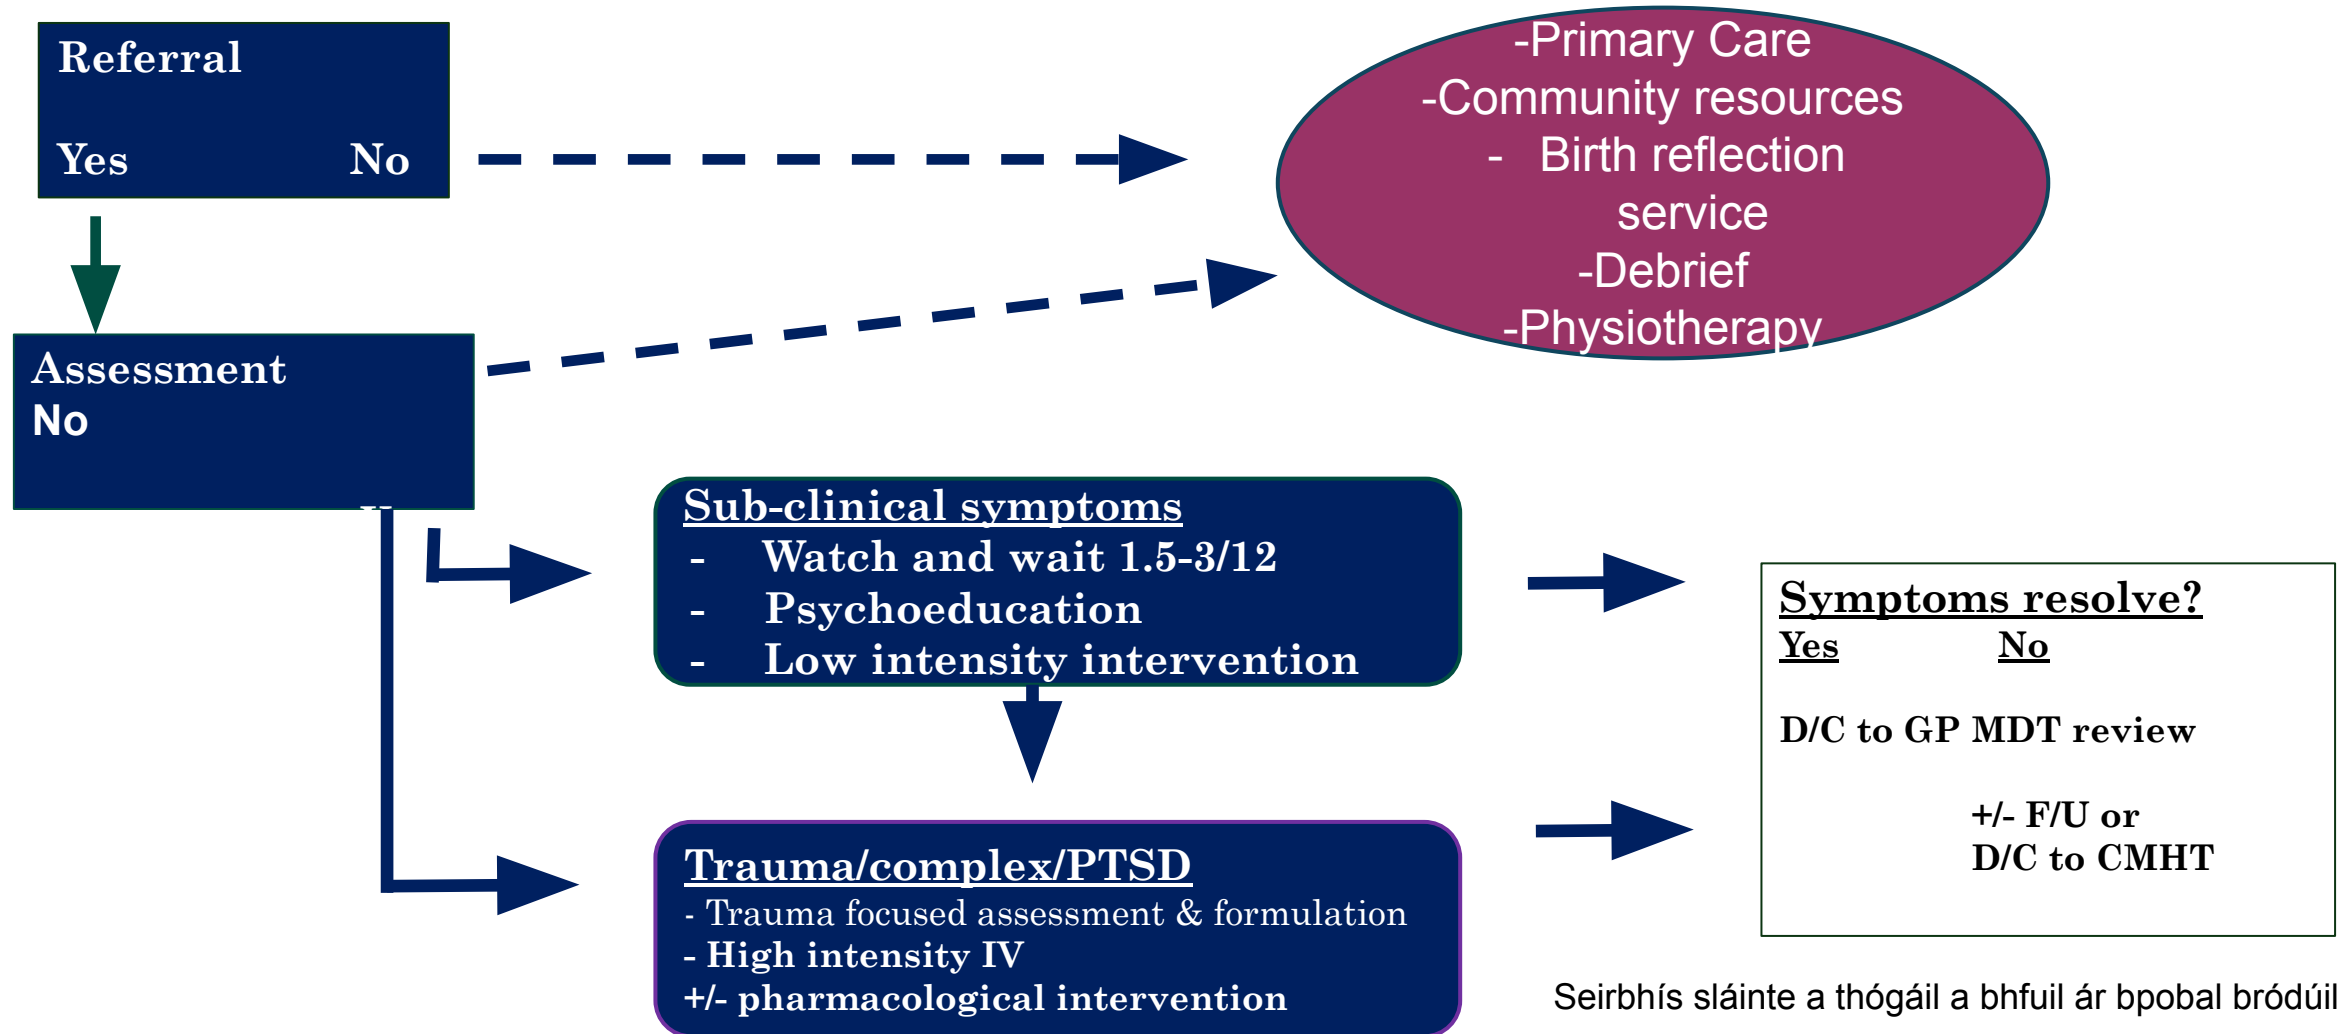 Referral
Yes No
-Primary Care
-Community resources
- Birth reflection
service
-Debrief
-Physiotherapy
Assessment
No
Sub-clinical symptoms
- Watch and wait 1.5-3/12
- Psychoeducation
- Low intensity intervention
Symptoms resolve?
Yes No
D/C to GP MDT review
+/- F/U or
D/C to CMHT
Trauma/complex/PTSD
- Trauma focused assessment & formulation
- High intensity IV
+/- pharmacological intervention
Seirbhís sláinte a thógáil a bhfuil ár bpobal bródúil